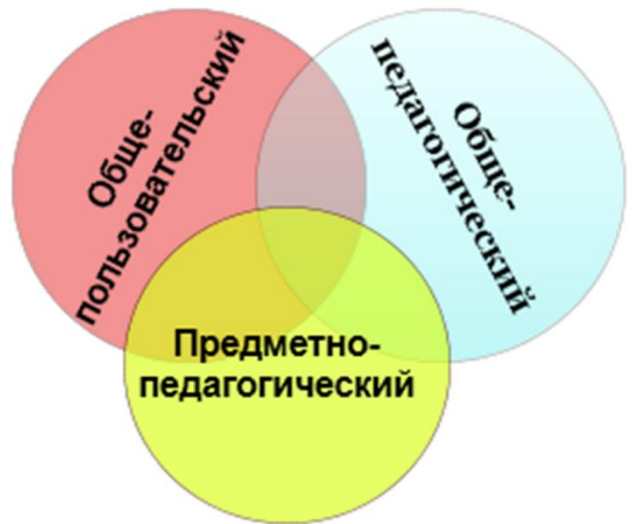 Обще-
пользовательский
Обще-
педагогический
Предметно-
педагогический